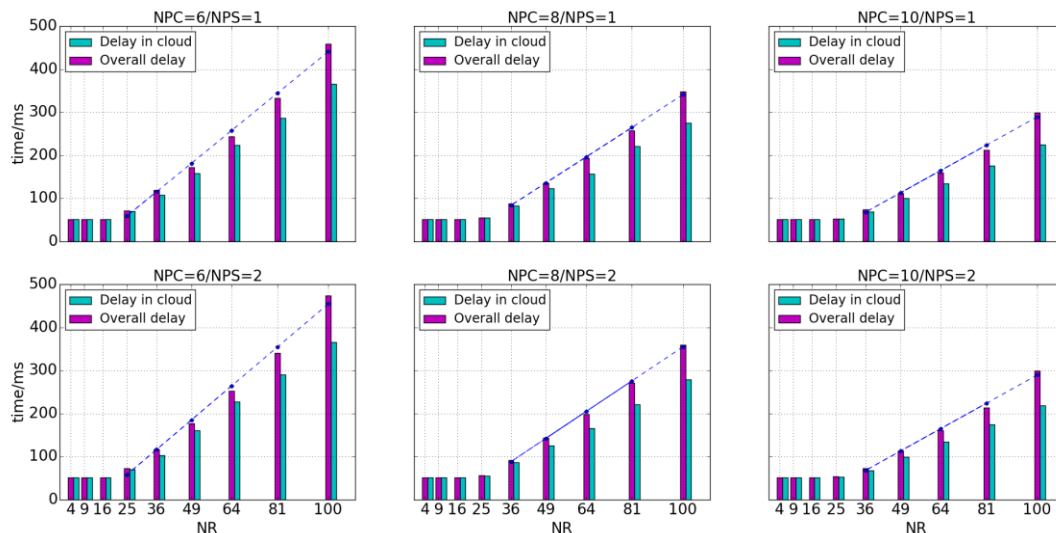 NPC=6/NPS=1
NPC=8/NPS=1
NPC=10/NPS=1
500
400
300
200
100
0
time/ms
Delay in cloud
Overall delay
Delay in cloud
Overall delay
Delay in cloud
Overall delay
NPC=6/NPS=2
NPC=8/NPS=2
NPC=10/NPS=2
500
400
300
200
100
0
time/ms
Delay in cloud
Overall delay
Delay in cloud
Overall delay
Delay in cloud
Overall delay
4 9 16 25 36 49 64 81 100
4 9 16 25 36 49 64 81 100
4 9 16 25 36 49 64 81 100
NR
NR
NR